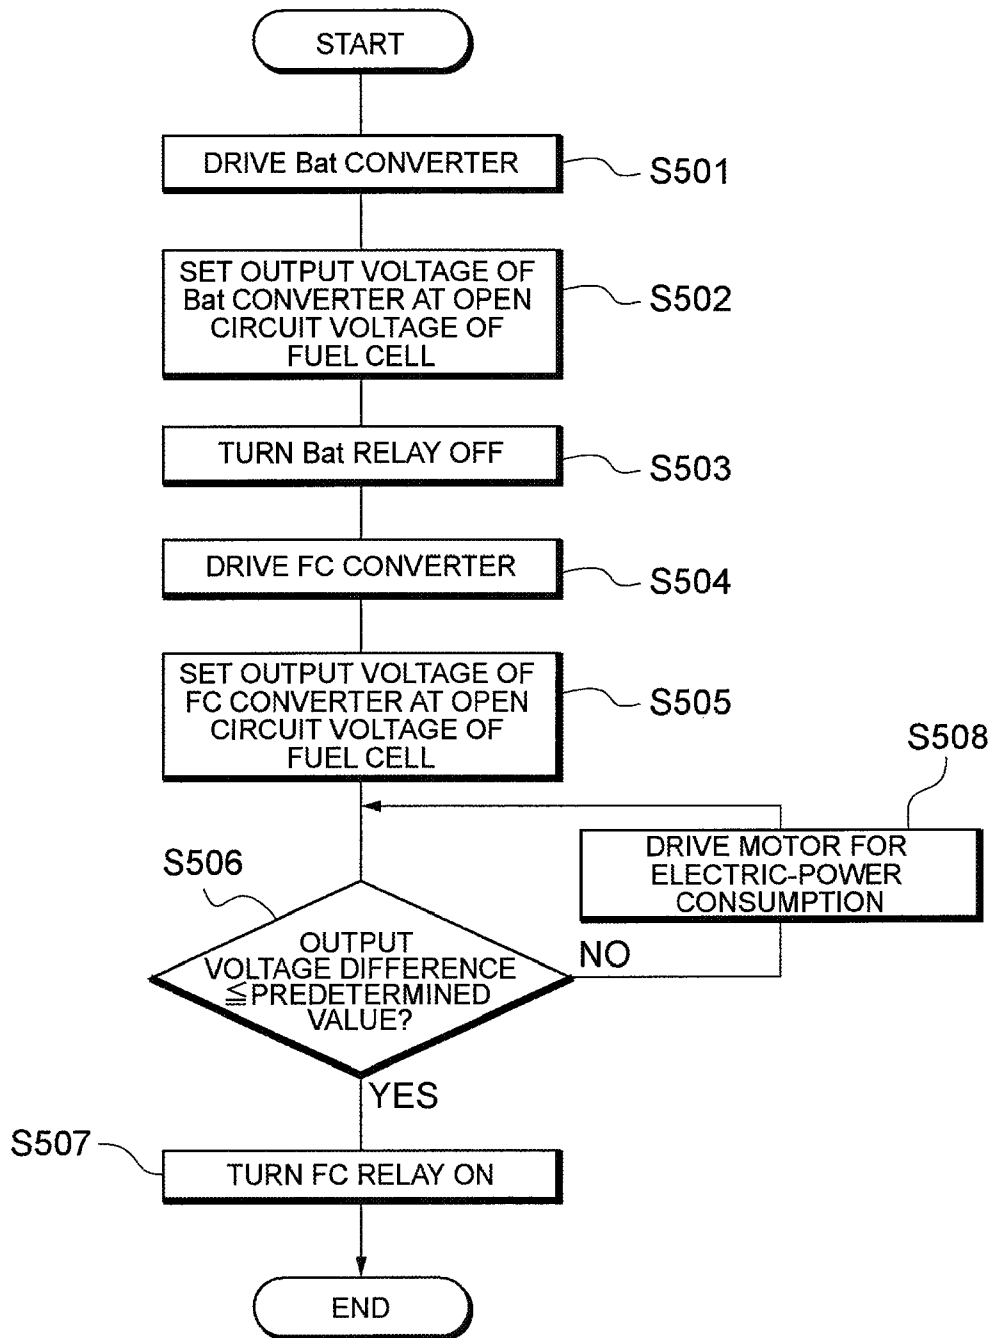 START
DRIVE Bat CONVERTER
S501
SET OUTPUT VOLTAGE OF
Bat CONVERTER AT OPEN
CIRCUIT VOLTAGE OF
FUEL CELL
S502
TURN Bat RELAY OFF
S503
DRIVE FC CONVERTER
S504
SET OUTPUT VOLTAGE OF
FC CONVERTER AT OPEN
CIRCUIT VOLTAGE OF
FUEL CELL
S505
S508
DRIVE MOTOR FOR
ELECTRIC-POWER
CONSUMPTION
S506
OUTPUT
VOLTAGE DIFFERENCE
≦PREDETERMINED
VALUE?
NO
YES
S507
TURN FC RELAY ON
END